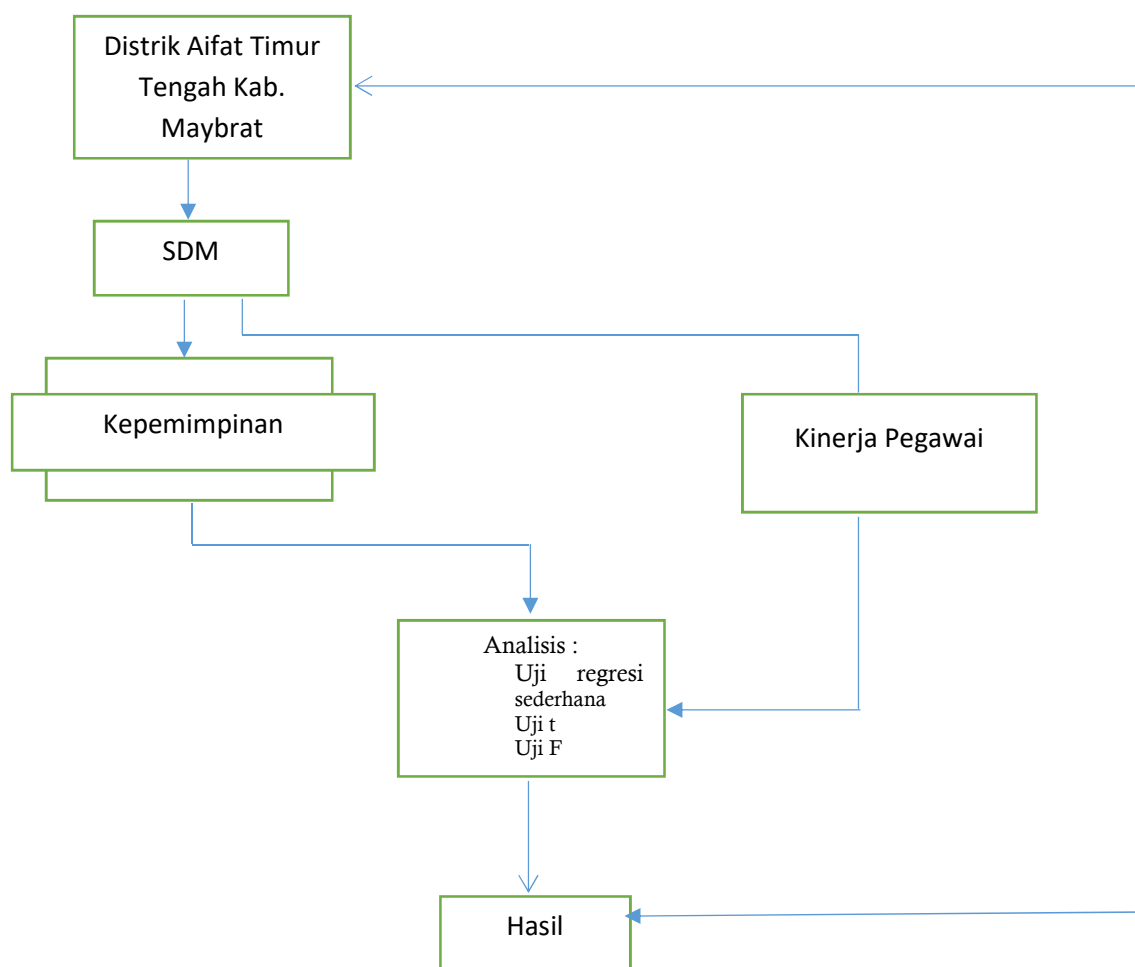 Distrik Aifat Timur
Tengah Kab.
Maybrat
SDM
Kepemimpinan
Kinerja Pegawai
Analisis :
Uji regresi
sederhana
Uji t
Uji F
Hasil